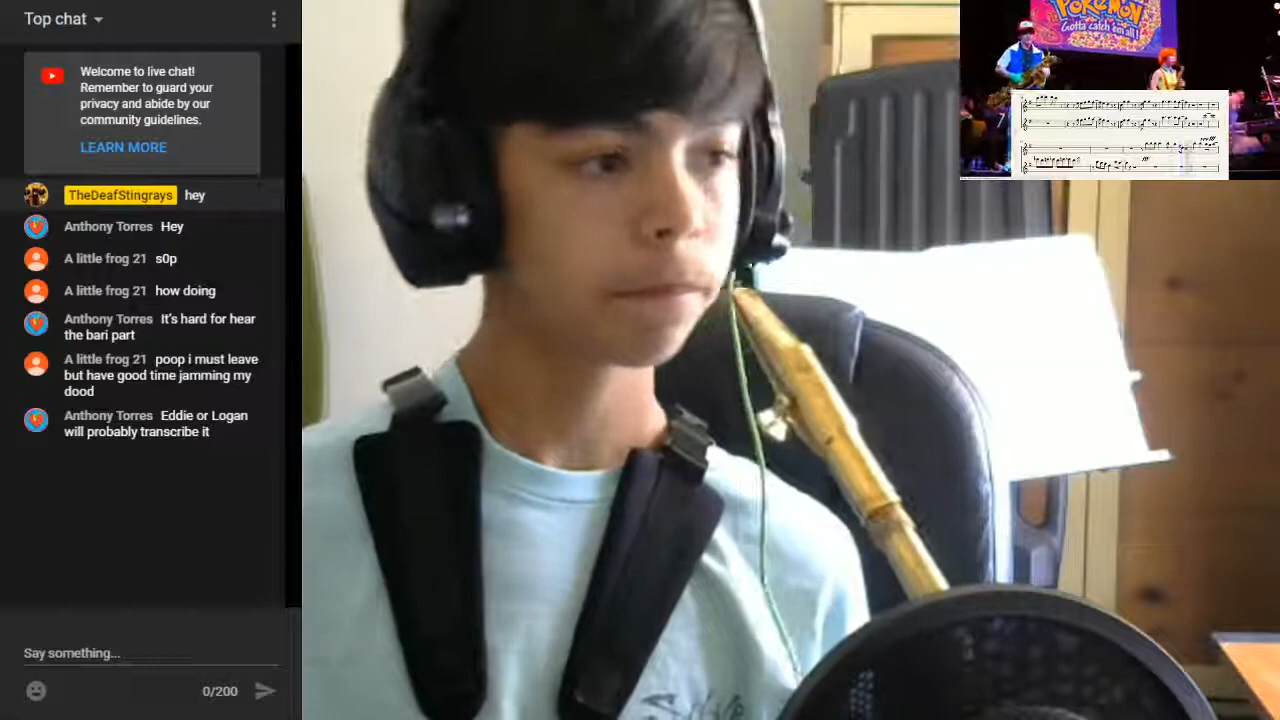 Top chat
Welcome to live chat!
Remember to guard your
privacy and abide by our
community guidelines.
LEARN MORE
TheDeafStingrays hey
Anthony Torres Hey
A little frog 21 s0p
A little frog 21 how doing
Anthony Torres It's hard for hear
the bari part
A little frog 21 poop i must leave
but have good time jamming my
dood
Anthony Torres Eddie or Logan
will probably transcribe it
Say something...
0/200
POKéMON
Gotta catch 'em all!
7